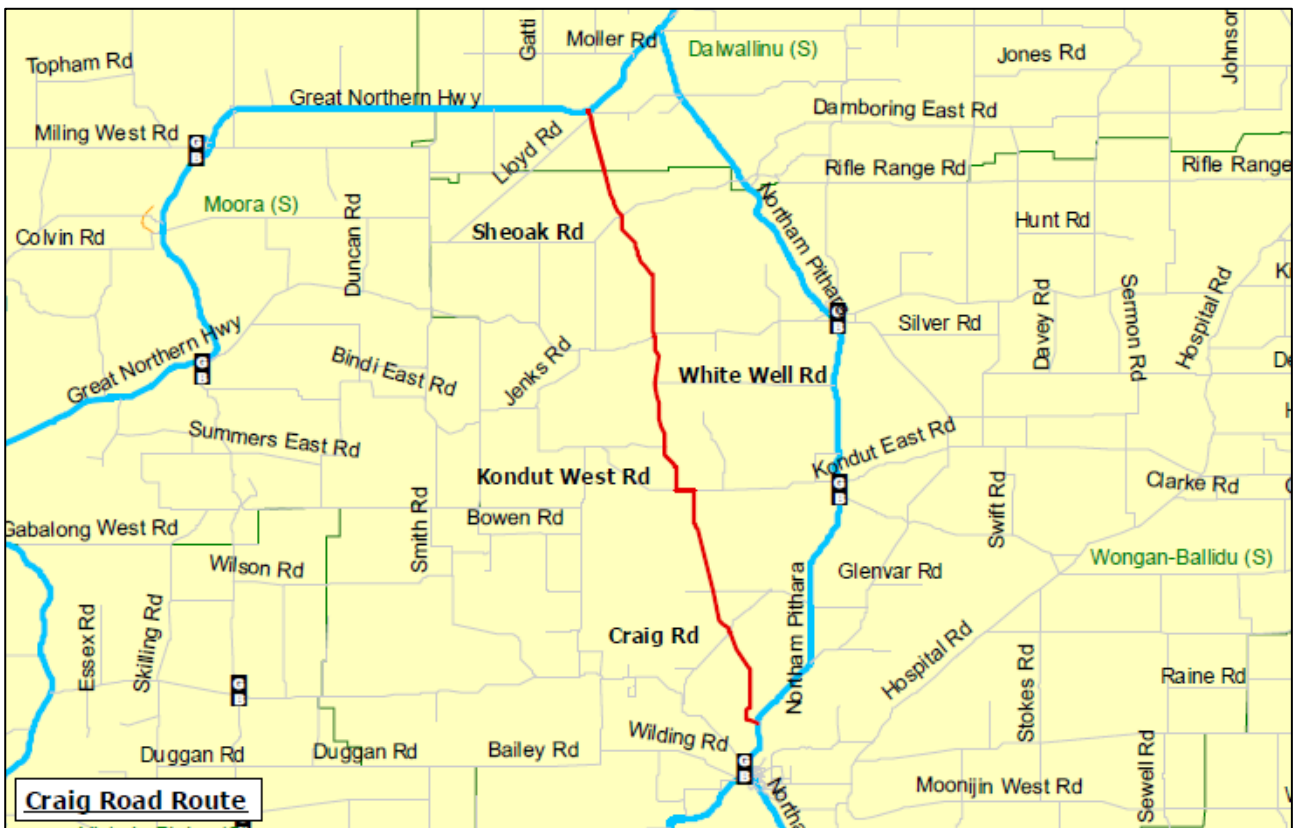 Gatti
Moller Rd
Dalwallinu (S)
Jones Rd
Johnson
Topham Rd
Great Northern Hwy
Damboring East Rd
Miling West Rd
Lloyd Rd
Rifle Range Rd
Rifle Range
Moora (S)
Duncan Rd
Northam Pithara
Hunt Rd
Colvin Rd
Sheoak Rd
Sermon Rd
Hospital Rd
Davey Rd
Silver Rd
Great Northern Hwy
Bindi East Rd
Jenks Rd
White Well Rd
Summers East Rd
Kondut East Rd
Kondut West Rd
Swift Rd
Clarke Rd
Gabalong West Rd
Smith Rd
Bowen Rd
Wilson Rd
Northam Pithara
Glenvar Rd
Wongan-Ballidu (S)
Essex Rd
Skilling Rd
Craig Rd
Hospital Rd
Stokes Rd
Raine Rd
Duggan Rd
Duggan Rd
Bailey Rd
Wilding Rd
Moonijin West Rd
Sewell Rd
Northa
Craig Road Route